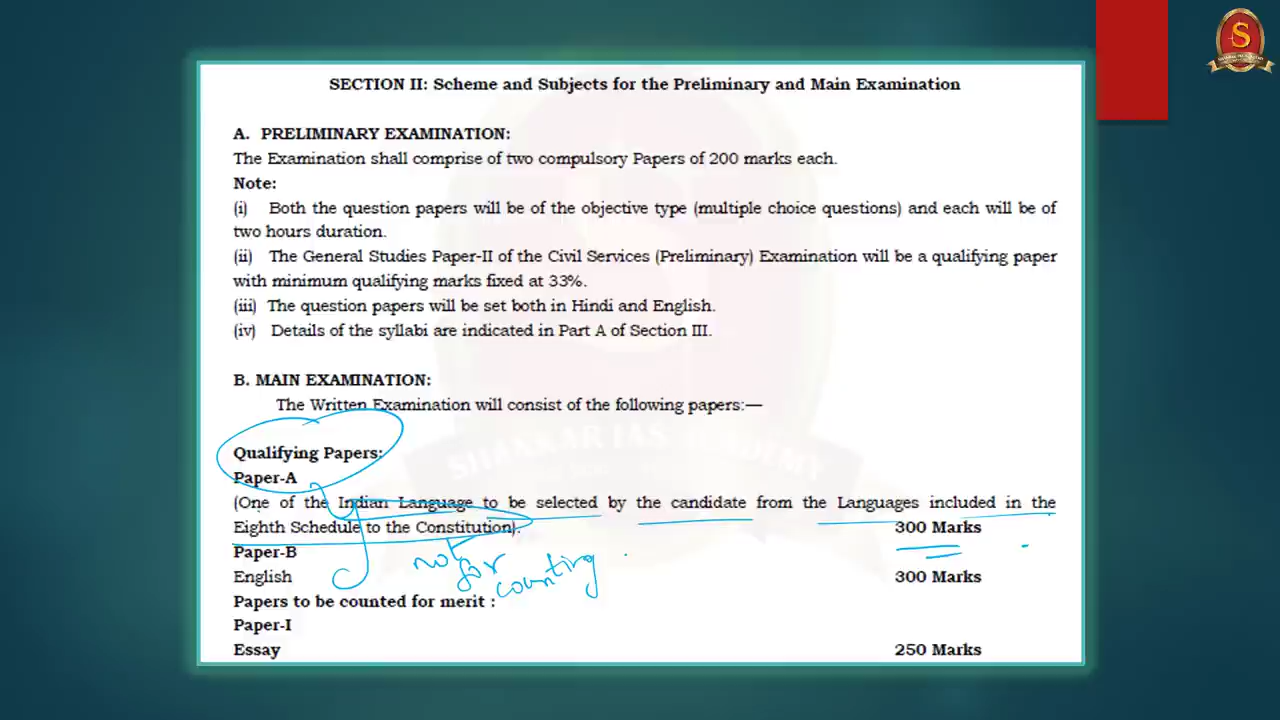 S
SECTION II: Scheme and Subjects for the Preliminary and Main Examination
A. PRELIMINARY EXAMINATION:
The Examination shall comprise of two compulsory Papers of 200 marks each.
Note:
(i) Both the question papers will be of the objective type (multiple choice questions) and each will be of
two hours duration.
(ii) The General Studies Paper-II of the Civil Services (Preliminary) Examination will be a qualifying paper
with minimum qualifying marks fixed at 33%.
(iii) The question papers will be set both in Hindi and English.
(iv) Details of the syllabi are indicated in Part A of Section III.
B. MAIN EXAMINATION:
The Written Examination will consist of the following papers:—
Qualifying Papers:
Paper-A
(One of the Indian Language to be selected by the candidate from the Languages included in the
Eighth Schedule to the Constitution). 300 Marks
Paper-B
not for counting
English 300 Marks
Papers to be counted for merit :
Paper-I
Essay 250 Marks